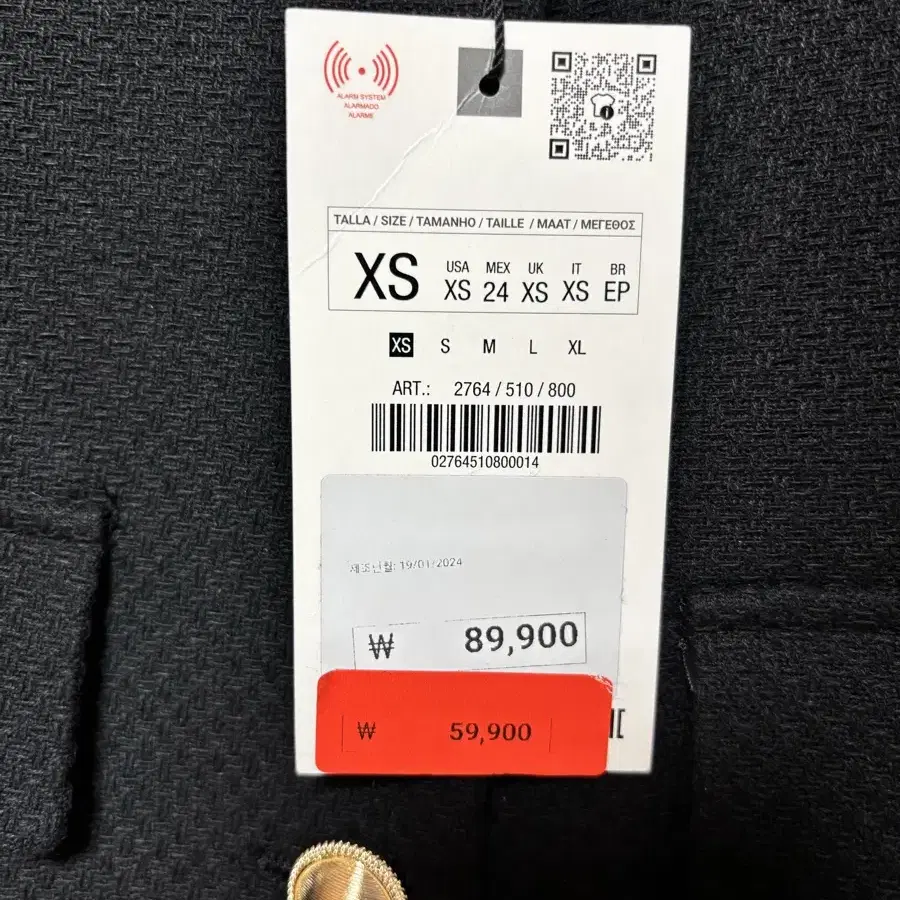 ALARM SYSTEM
ALARMADO
ALARME
TALLA / SIZE / TAMANHO / TAILLE / MAAT / ΜΕΓΕΘΟΣ
XS
USA MEX UK IT BR
XS 24 XS XS EP
XS S M L XL
ART.: 2764 / 510 / 800
02764510800014
제조년월: 19/01/2024
₩ 89,900
₩ 59,900